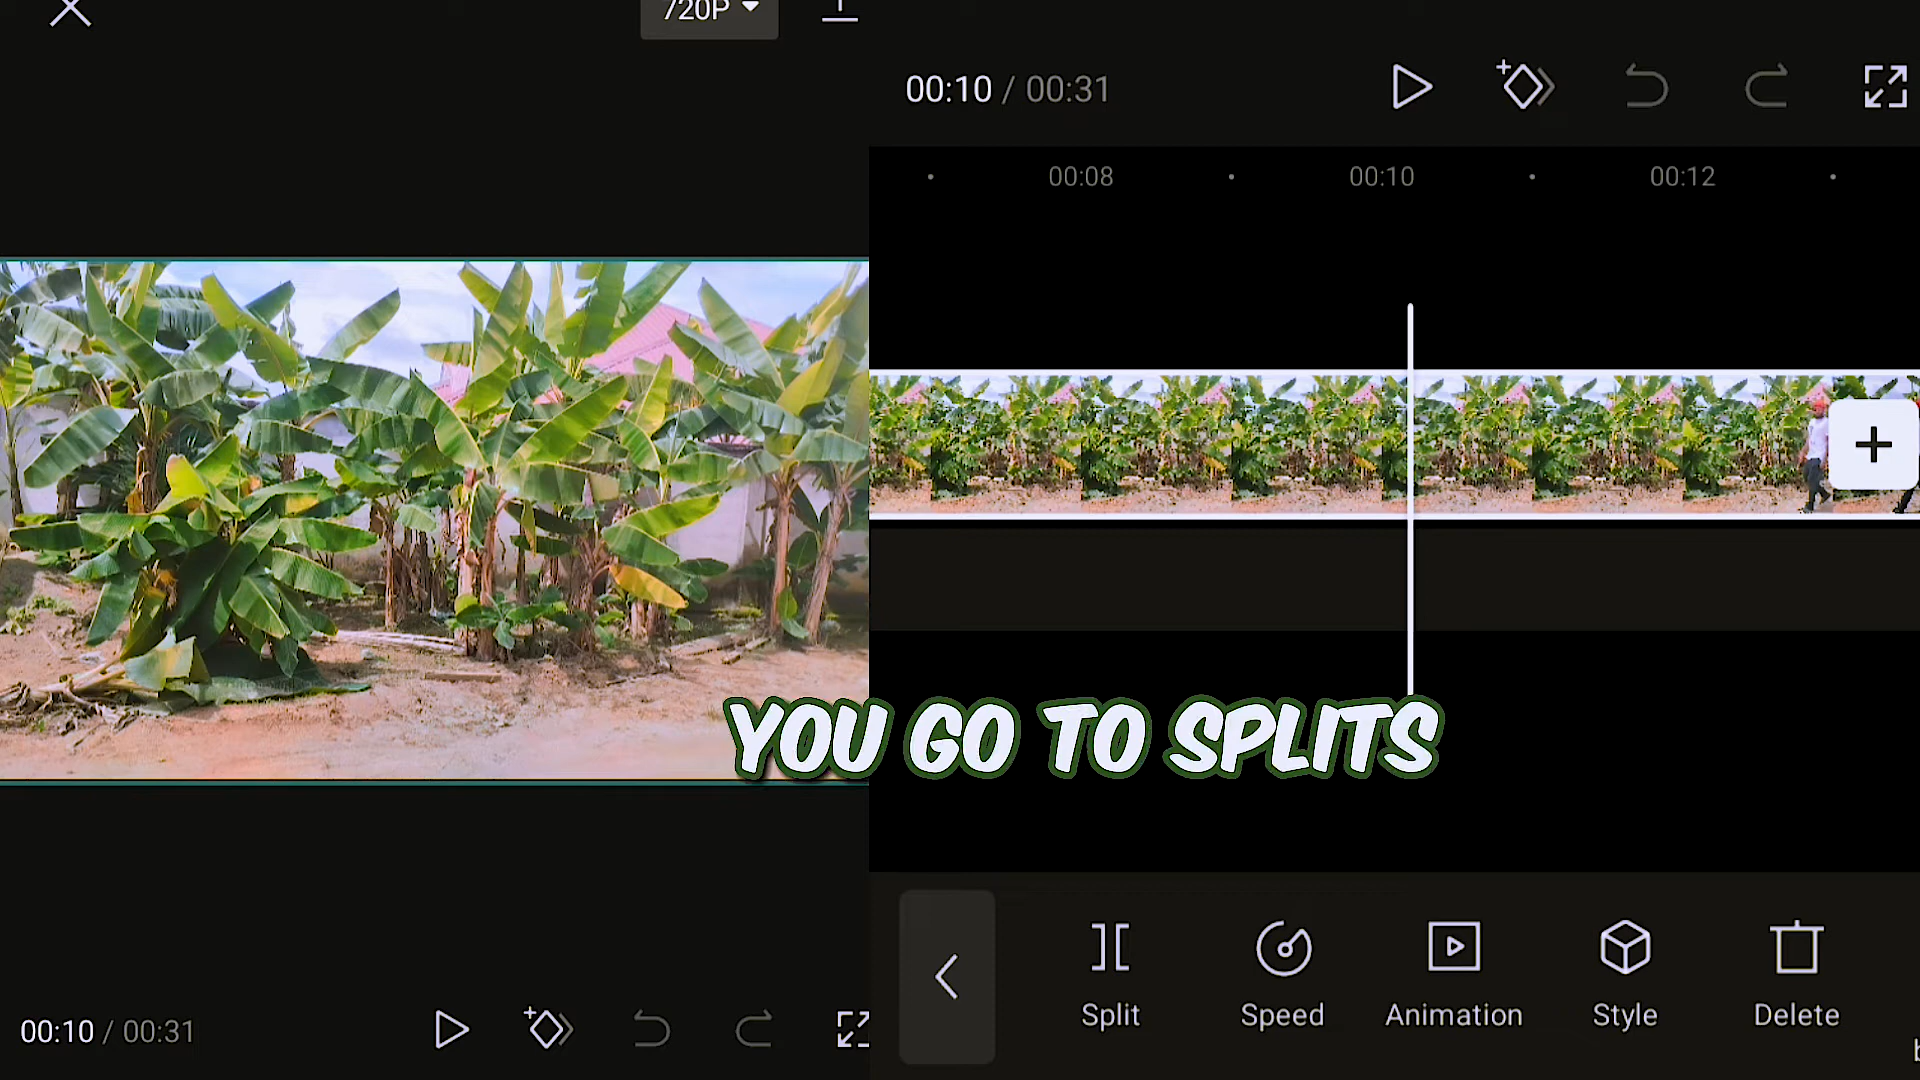 720P
00:10 / 00:31
00:08
00:10
00:12
YOU GO TO SPLITS
Split
Speed
Animation
Style
Delete
00:10 / 00:31